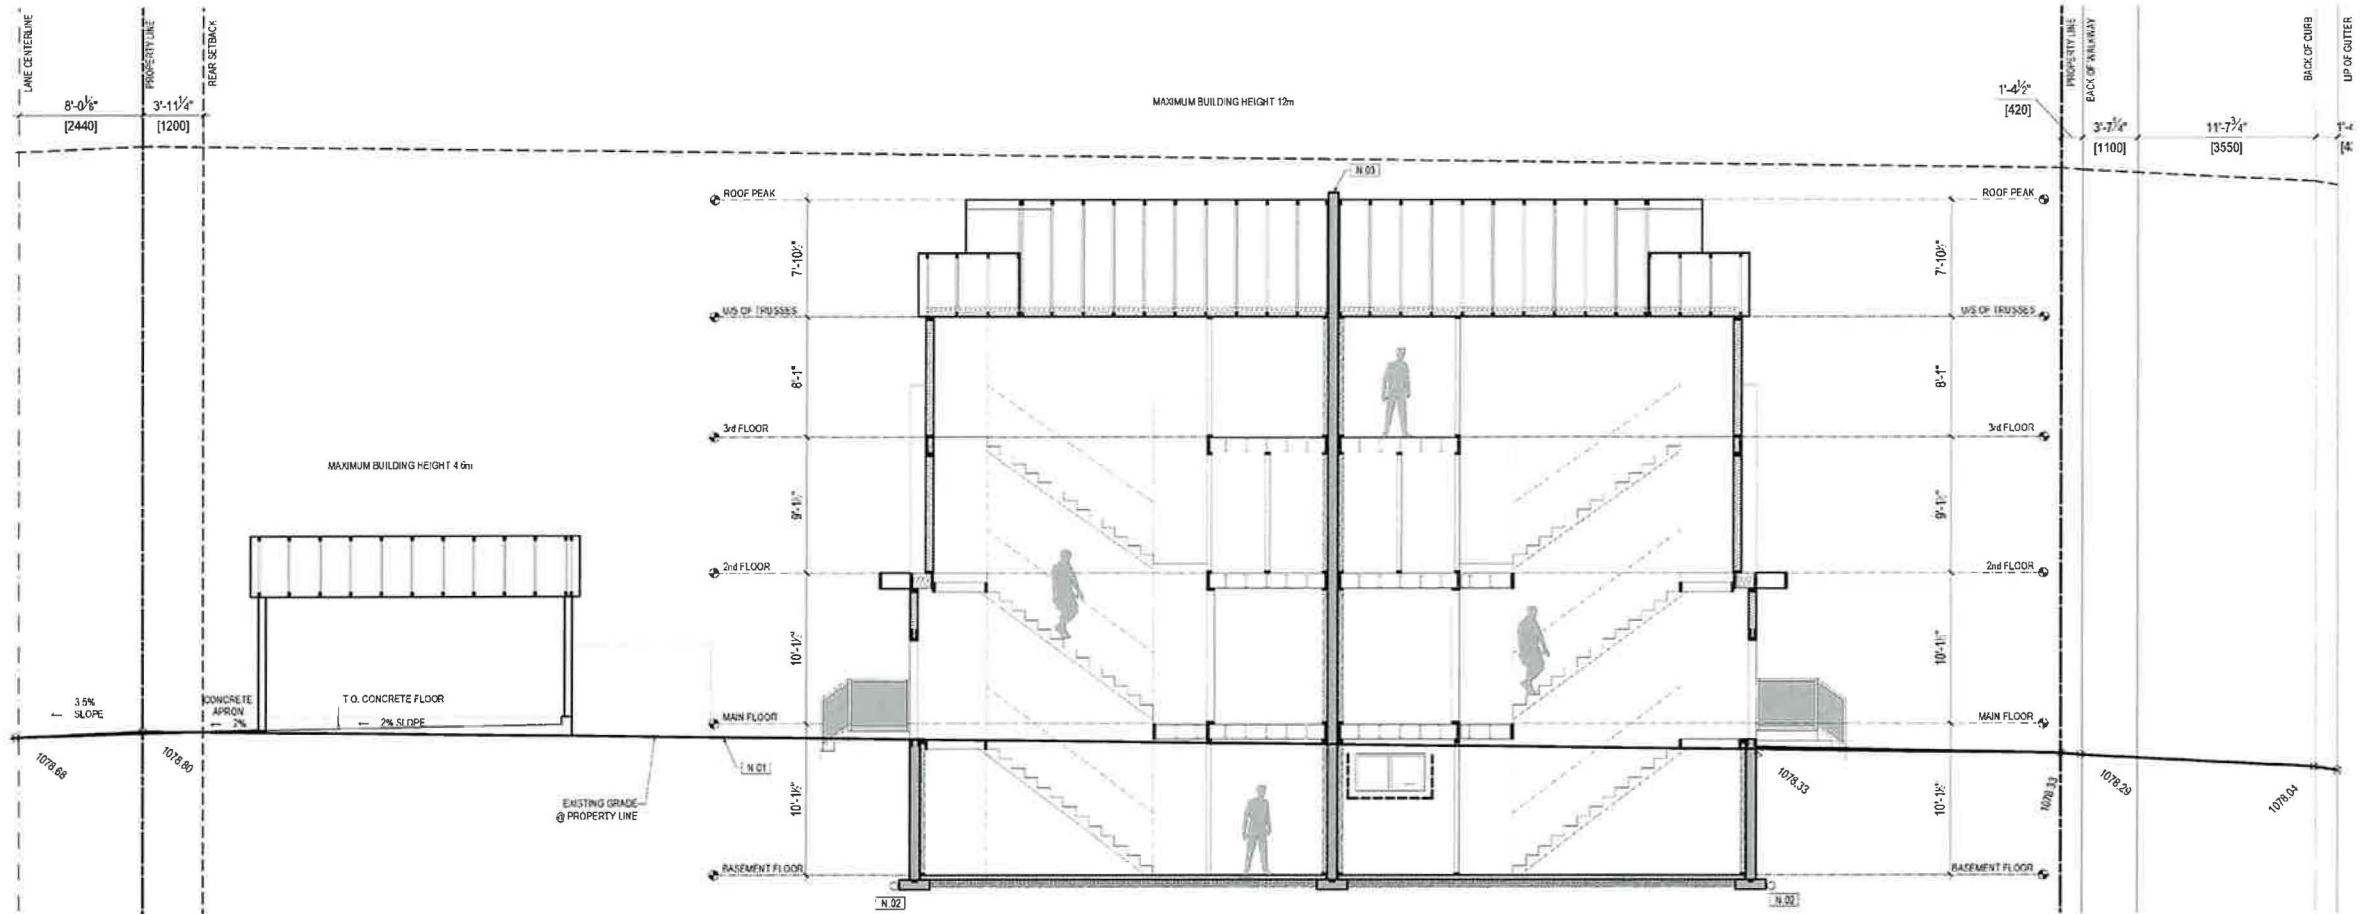 LANE CENTERLINE
PROPERTY LINE
REAR SETBACK
8'-0⅛"
[2440]
3'-11¼"
[1200]
MAXIMUM BUILDING HEIGHT 12m
PROPERTY LINE
BACK OF WALKWAY
BACK OF CURB
LIP OF GUTTER
1'-4½"
[420]
3'-7¼"
[1100]
11'-7¾"
[3550]
N.03
ROOF PEAK
ROOF PEAK
7'-10½"
7'-10½"
U/S OF TRUSSES
U/S OF TRUSSES
8'-1"
8'-1"
3rd FLOOR
3rd FLOOR
MAXIMUM BUILDING HEIGHT 4.6m
9'-1½"
9'-1½"
2nd FLOOR
2nd FLOOR
10'-1½"
10'-1½"
3.5%
← SLOPE
CONCRETE
APRON
← 2%
T.O. CONCRETE FLOOR
← 2% SLOPE
MAIN FLOOR
MAIN FLOOR
1078.68
1078.80
N.01
EXISTING GRADE
@ PROPERTY LINE
10'-1½"
10'-1½"
1078.33
1078.33
1078.29
1078.04
BASEMENT FLOOR
BASEMENT FLOOR
N.02
N.02